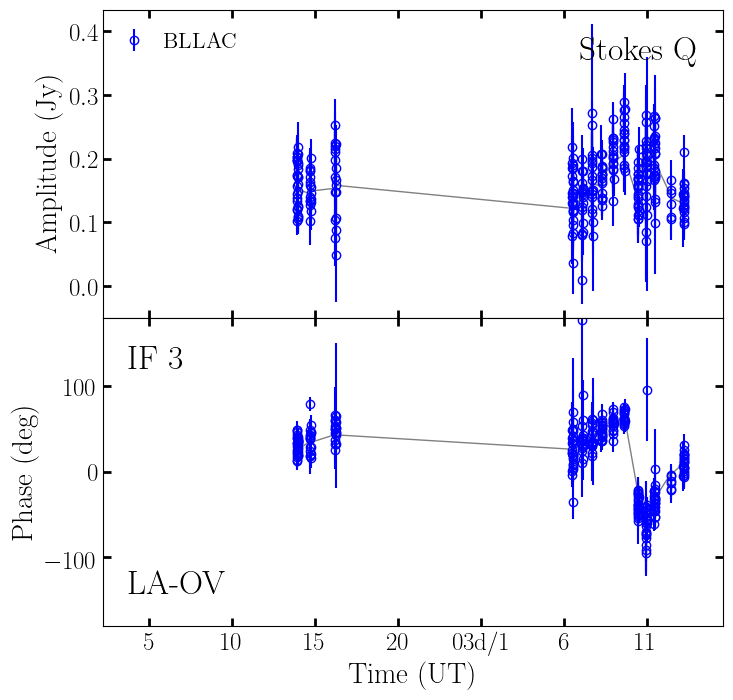 0.4
0.3
0.2
0.1
0.0
Amplitude (Jy)
BLLAC
Stokes Q
IF 3
LA-OV
100
0
−100
Phase (deg)
5 10 15 20 03d/1 6 11
Time (UT)